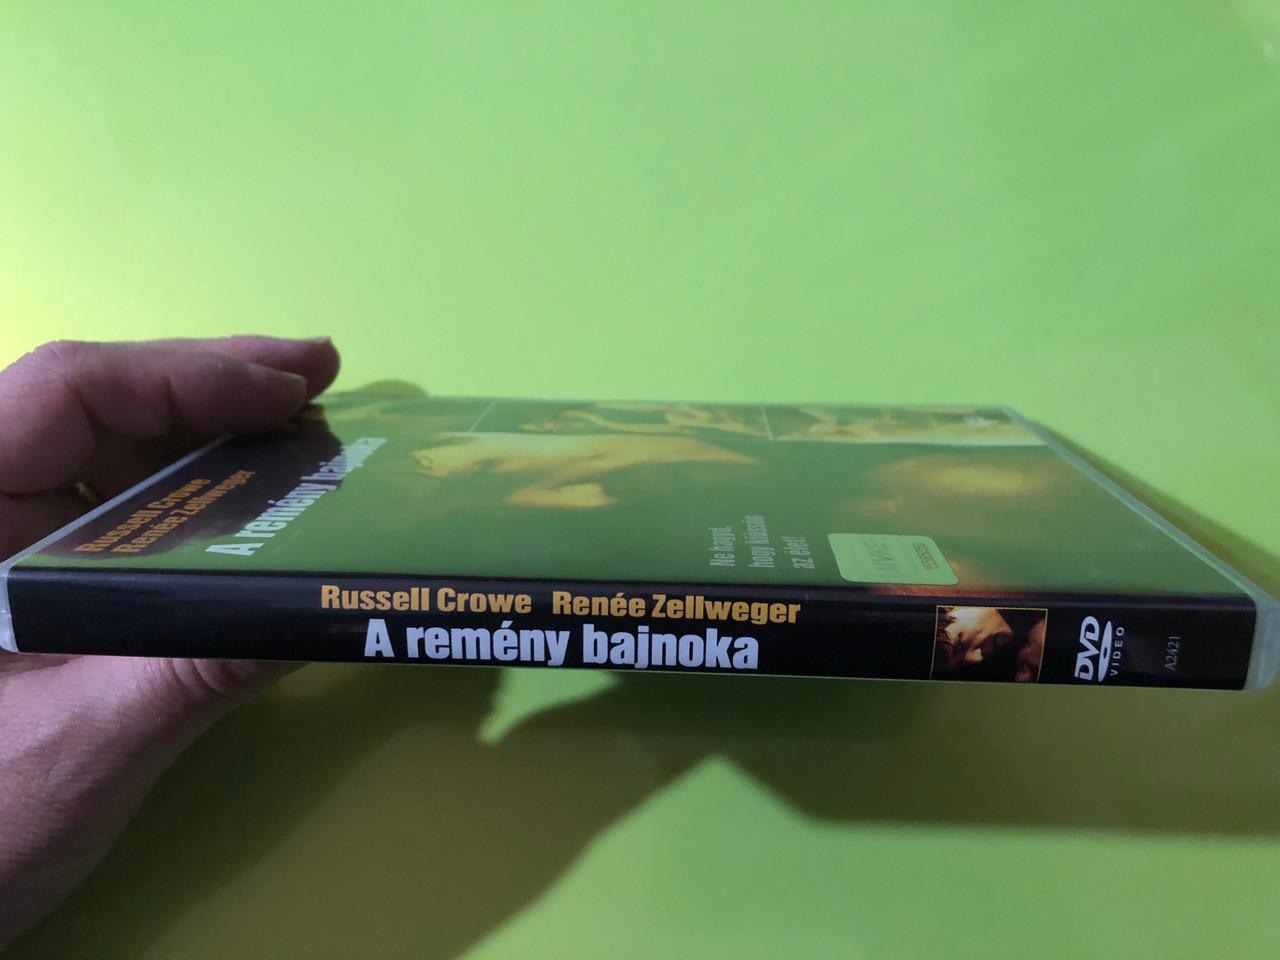 Russell Crowe
Renée Zellweger
A remény bajnoka
Ne hagyd,
hogy kiüssön
az élet!
Russell Crowe Renée Zellweger
A remény bajnoka
DVD
VIDEO
A2421